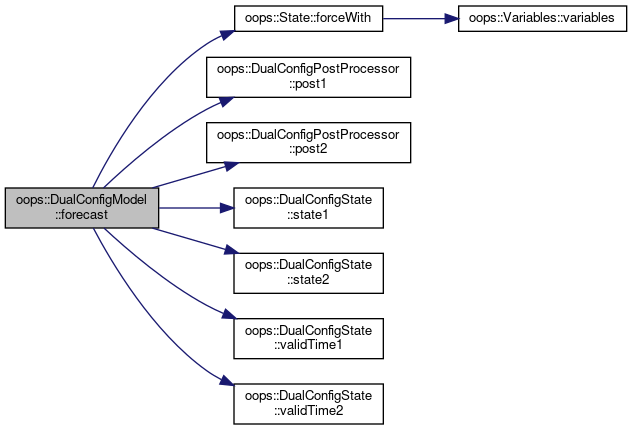 oops::State::forceWith
oops::Variables::variables
oops::DualConfigPostProcessor
::post1
oops::DualConfigPostProcessor
::post2
oops::DualConfigModel
::forecast
oops::DualConfigState
::state1
oops::DualConfigState
::state2
oops::DualConfigState
::validTime1
oops::DualConfigState
::validTime2